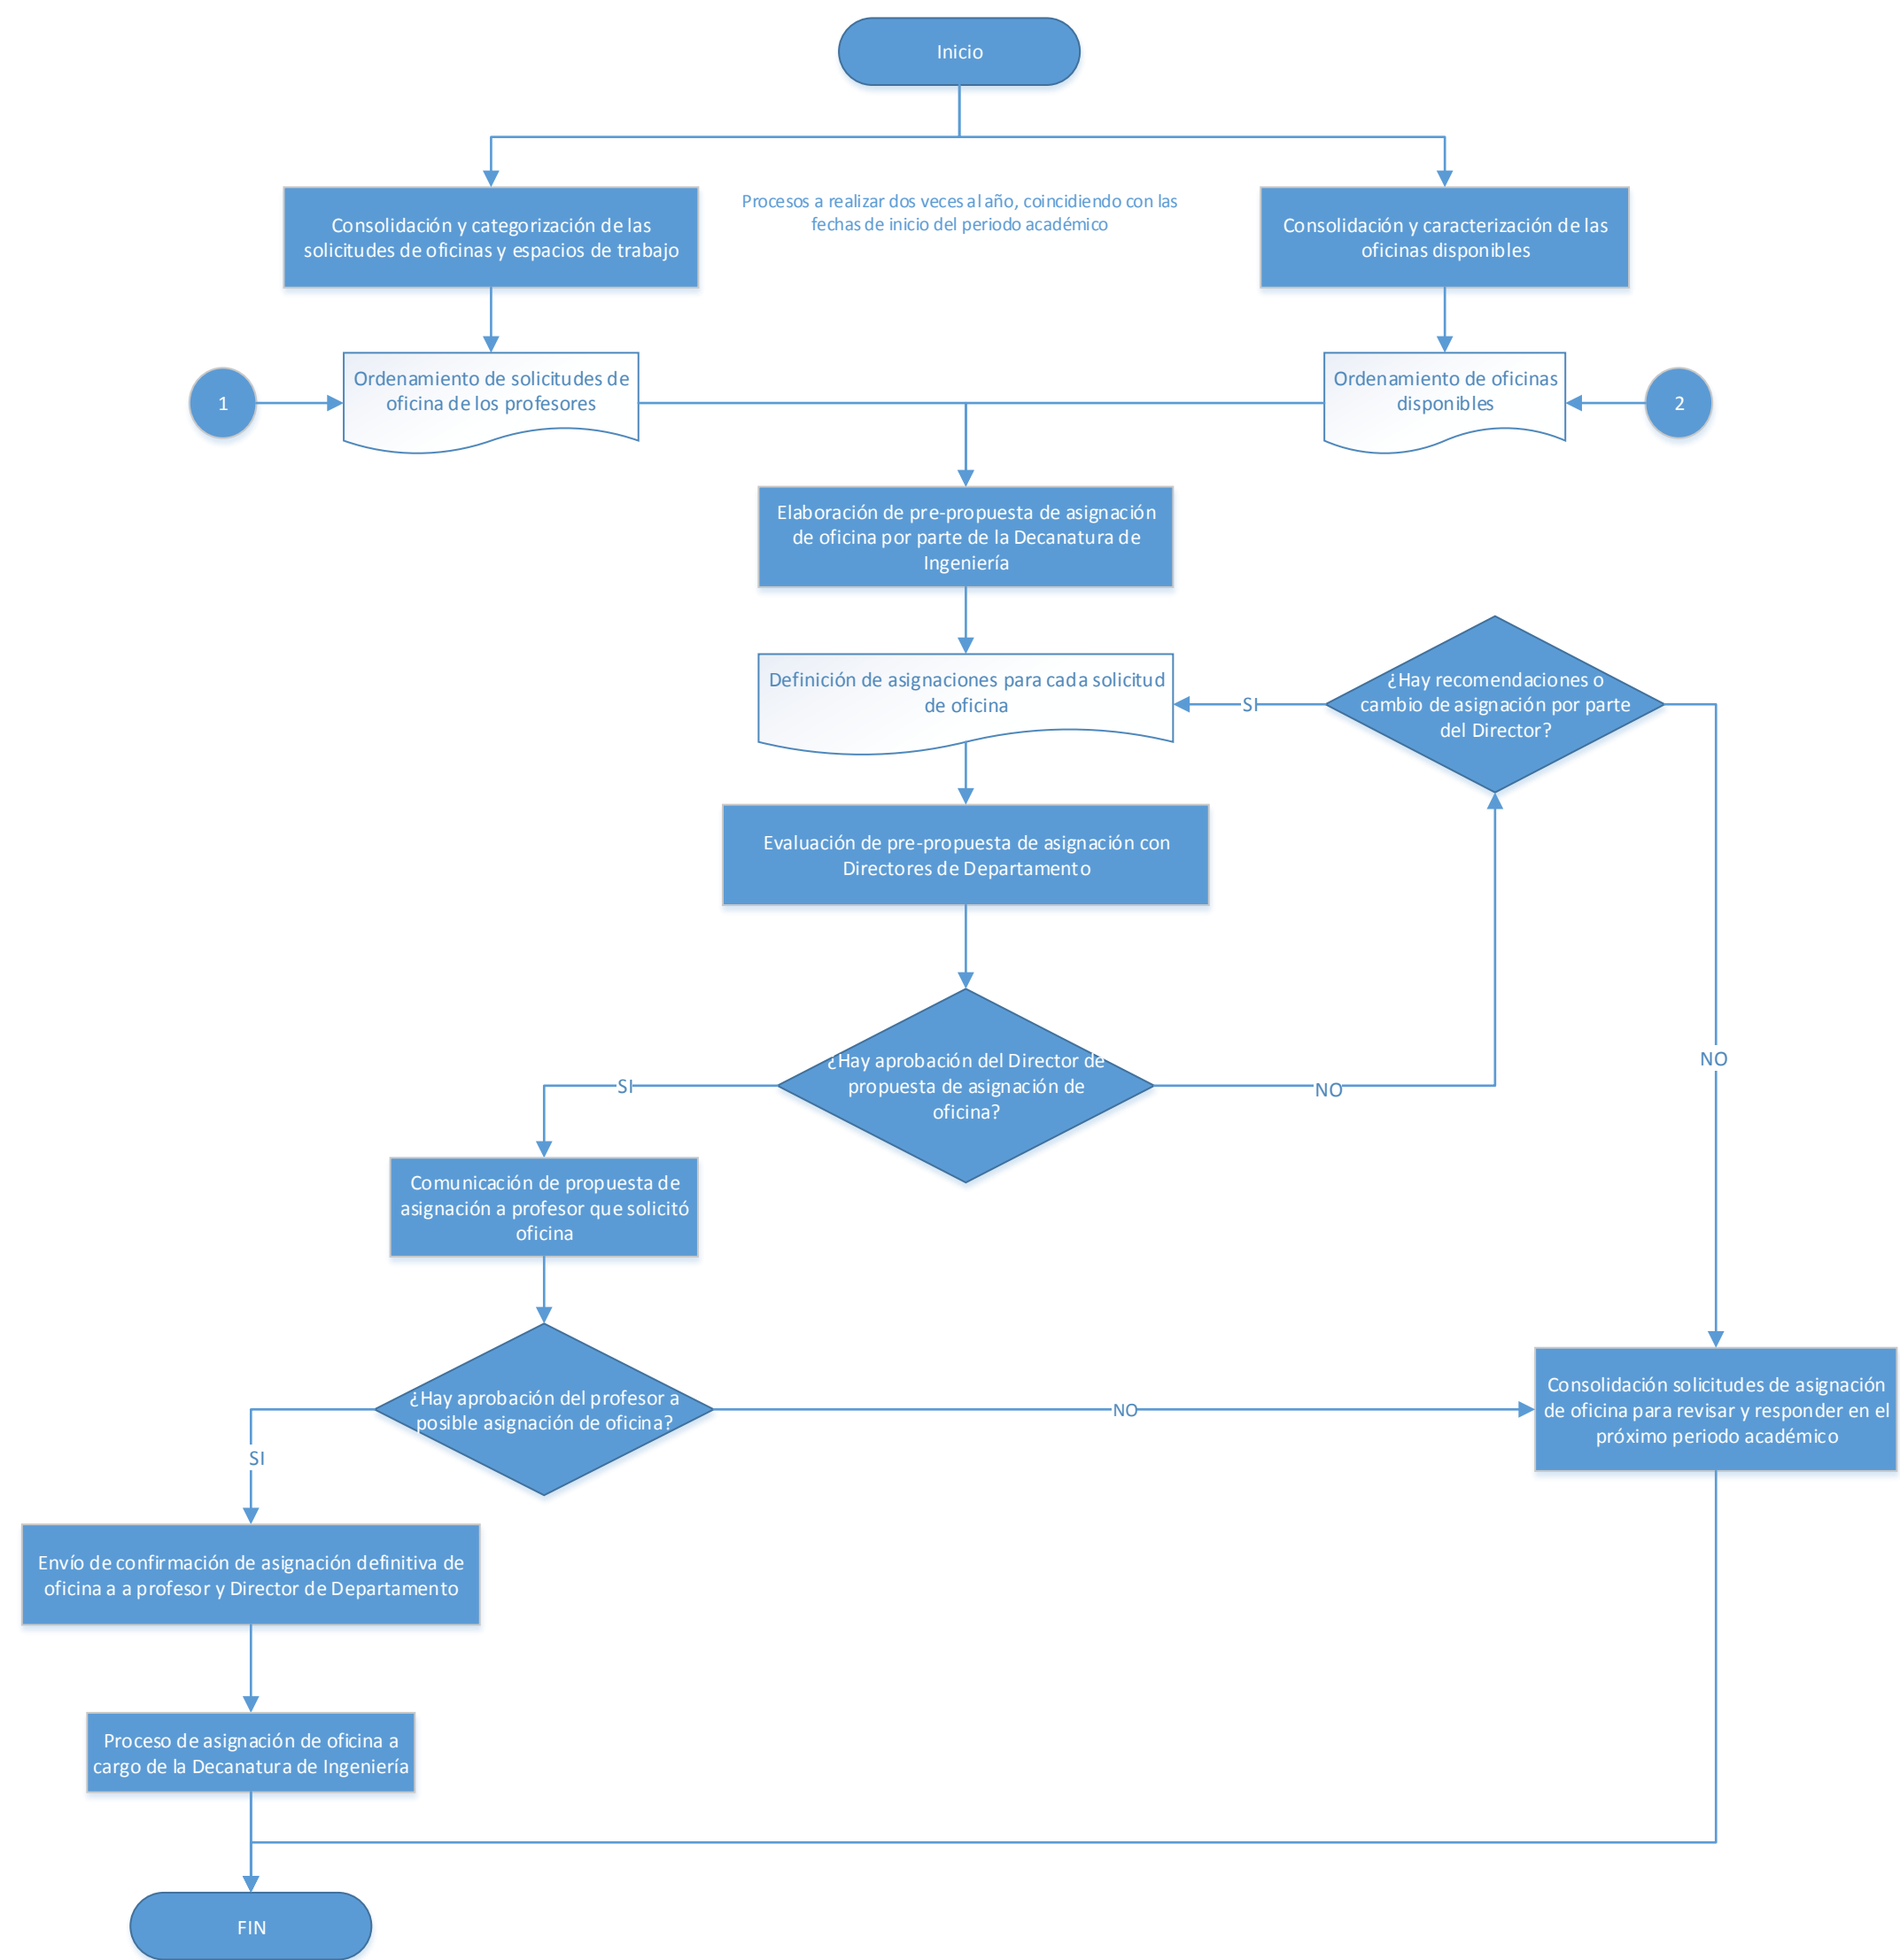 Inicio
Consolidación y categorización de las
solicitudes de oficinas y espacios de trabajo
Procesos a realizar dos veces al año, coincidiendo con las
fechas de inicio del periodo académico
Consolidación y caracterización de las
oficinas disponibles
1
Ordenamiento de solicitudes de
oficina de los profesores
Ordenamiento de oficinas
disponibles
2
Elaboración de pre-propuesta de asignación
de oficina por parte de la Decanatura de
Ingeniería
Definición de asignaciones para cada solicitud
de oficina
SI
¿Hay recomendaciones o
cambio de asignación por parte
del Director?
Evaluación de pre-propuesta de asignación con
Directores de Departamento
NO
SI
¿Hay aprobación del Director de
propuesta de asignación de
oficina?
NO
Comunicación de propuesta de
asignación a profesor que solicitó
oficina
¿Hay aprobación del profesor a
posible asignación de oficina?
NO
Consolidación solicitudes de asignación
de oficina para revisar y responder en el
próximo periodo académico
SI
Envío de confirmación de asignación definitiva de
oficina a a profesor y Director de Departamento
Proceso de asignación de oficina a
cargo de la Decanatura de Ingeniería
FIN